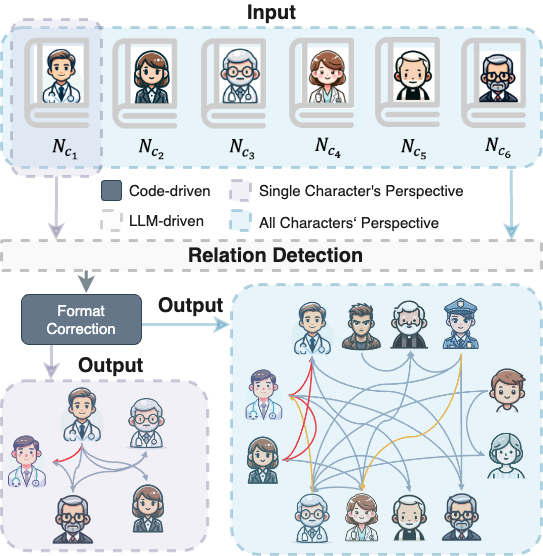 Input
N_{c_1} N_{c_2} N_{c_3} N_{c_4} N_{c_5} N_{c_6}
Code-driven
Single Character's Perspective
LLM-driven
All Characters‘ Perspective
Relation Detection
Format
Correction
Output
Output